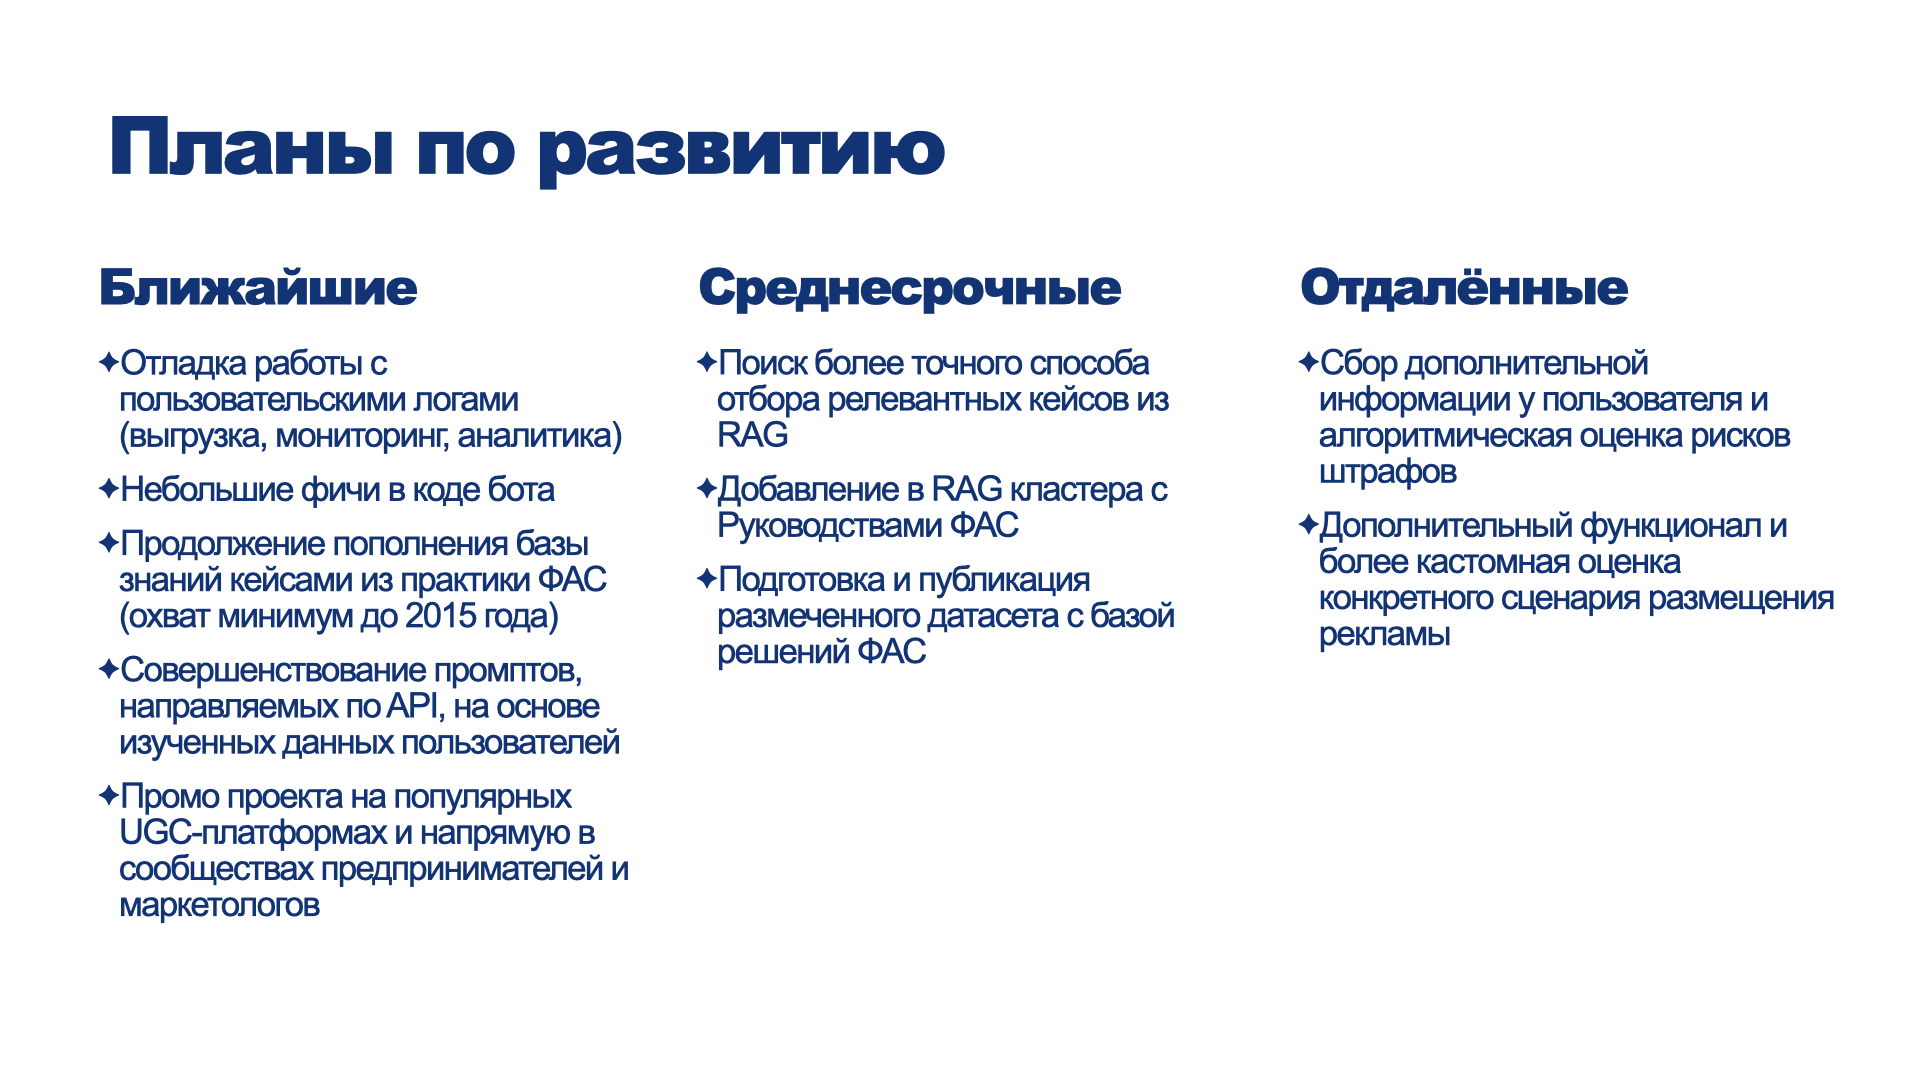 Планы по развитию
Ближайшие
✦Отладка работы с
пользовательскими логами
(выгрузка, мониторинг, аналитика)
✦Небольшие фичи в коде бота
✦Продолжение пополнения базы
знаний кейсами из практики ФАС
(охват минимум до 2015 года)
✦Совершенствование промптов,
направляемых по API, на основе
изученных данных пользователей
✦Промо проекта на популярных
UGC-платформах и напрямую в
сообществах предпринимателей и
маркетологов
Среднесрочные
✦Поиск более точного способа
отбора релевантных кейсов из
RAG
✦Добавление в RAG кластера с
Руководствами ФАС
✦Подготовка и публикация
размеченного датасета с базой
решений ФАС
Отдалённые
✦Сбор дополнительной
информации у пользователя и
алгоритмическая оценка рисков
штрафов
✦Дополнительный функционал и
более кастомная оценка
конкретного сценария размещения
рекламы